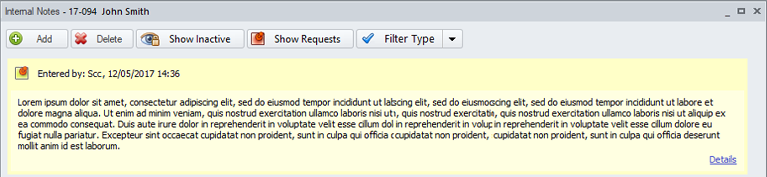 Internal Notes - 17-094 John Smith
Add Delete Show Inactive Show Requests Filter Type
Entered by: Scc, 12/05/2017 14:36
Lorem ipsum dolor sit amet, consectetur adipiscing elit, sed do eiusmod tempor incididunt ut labscing elit, sed do eiusmoscing elit, sed do eiusmod tempor incididunt ut labore et
dolore magna aliqua. Ut enim ad minim veniam, quis nostrud exercitation ullamco laboris nisi ut, quis nostrud exercitati, quis nostrud exercitation ullamco laboris nisi ut aliquip ex
ea commodo consequat. Duis aute irure dolor in reprehenderit in voluptate velit esse cillum dol in reprehenderit in volup in reprehenderit in voluptate velit esse cillum dolore eu
fugiat nulla pariatur. Excepteur sint occaecat cupidatat non proident, sunt in culpa qui officia cupidatat non proident, cupidatat non proident, sunt in culpa qui officia deserunt
mollit anim id est laborum.
Details